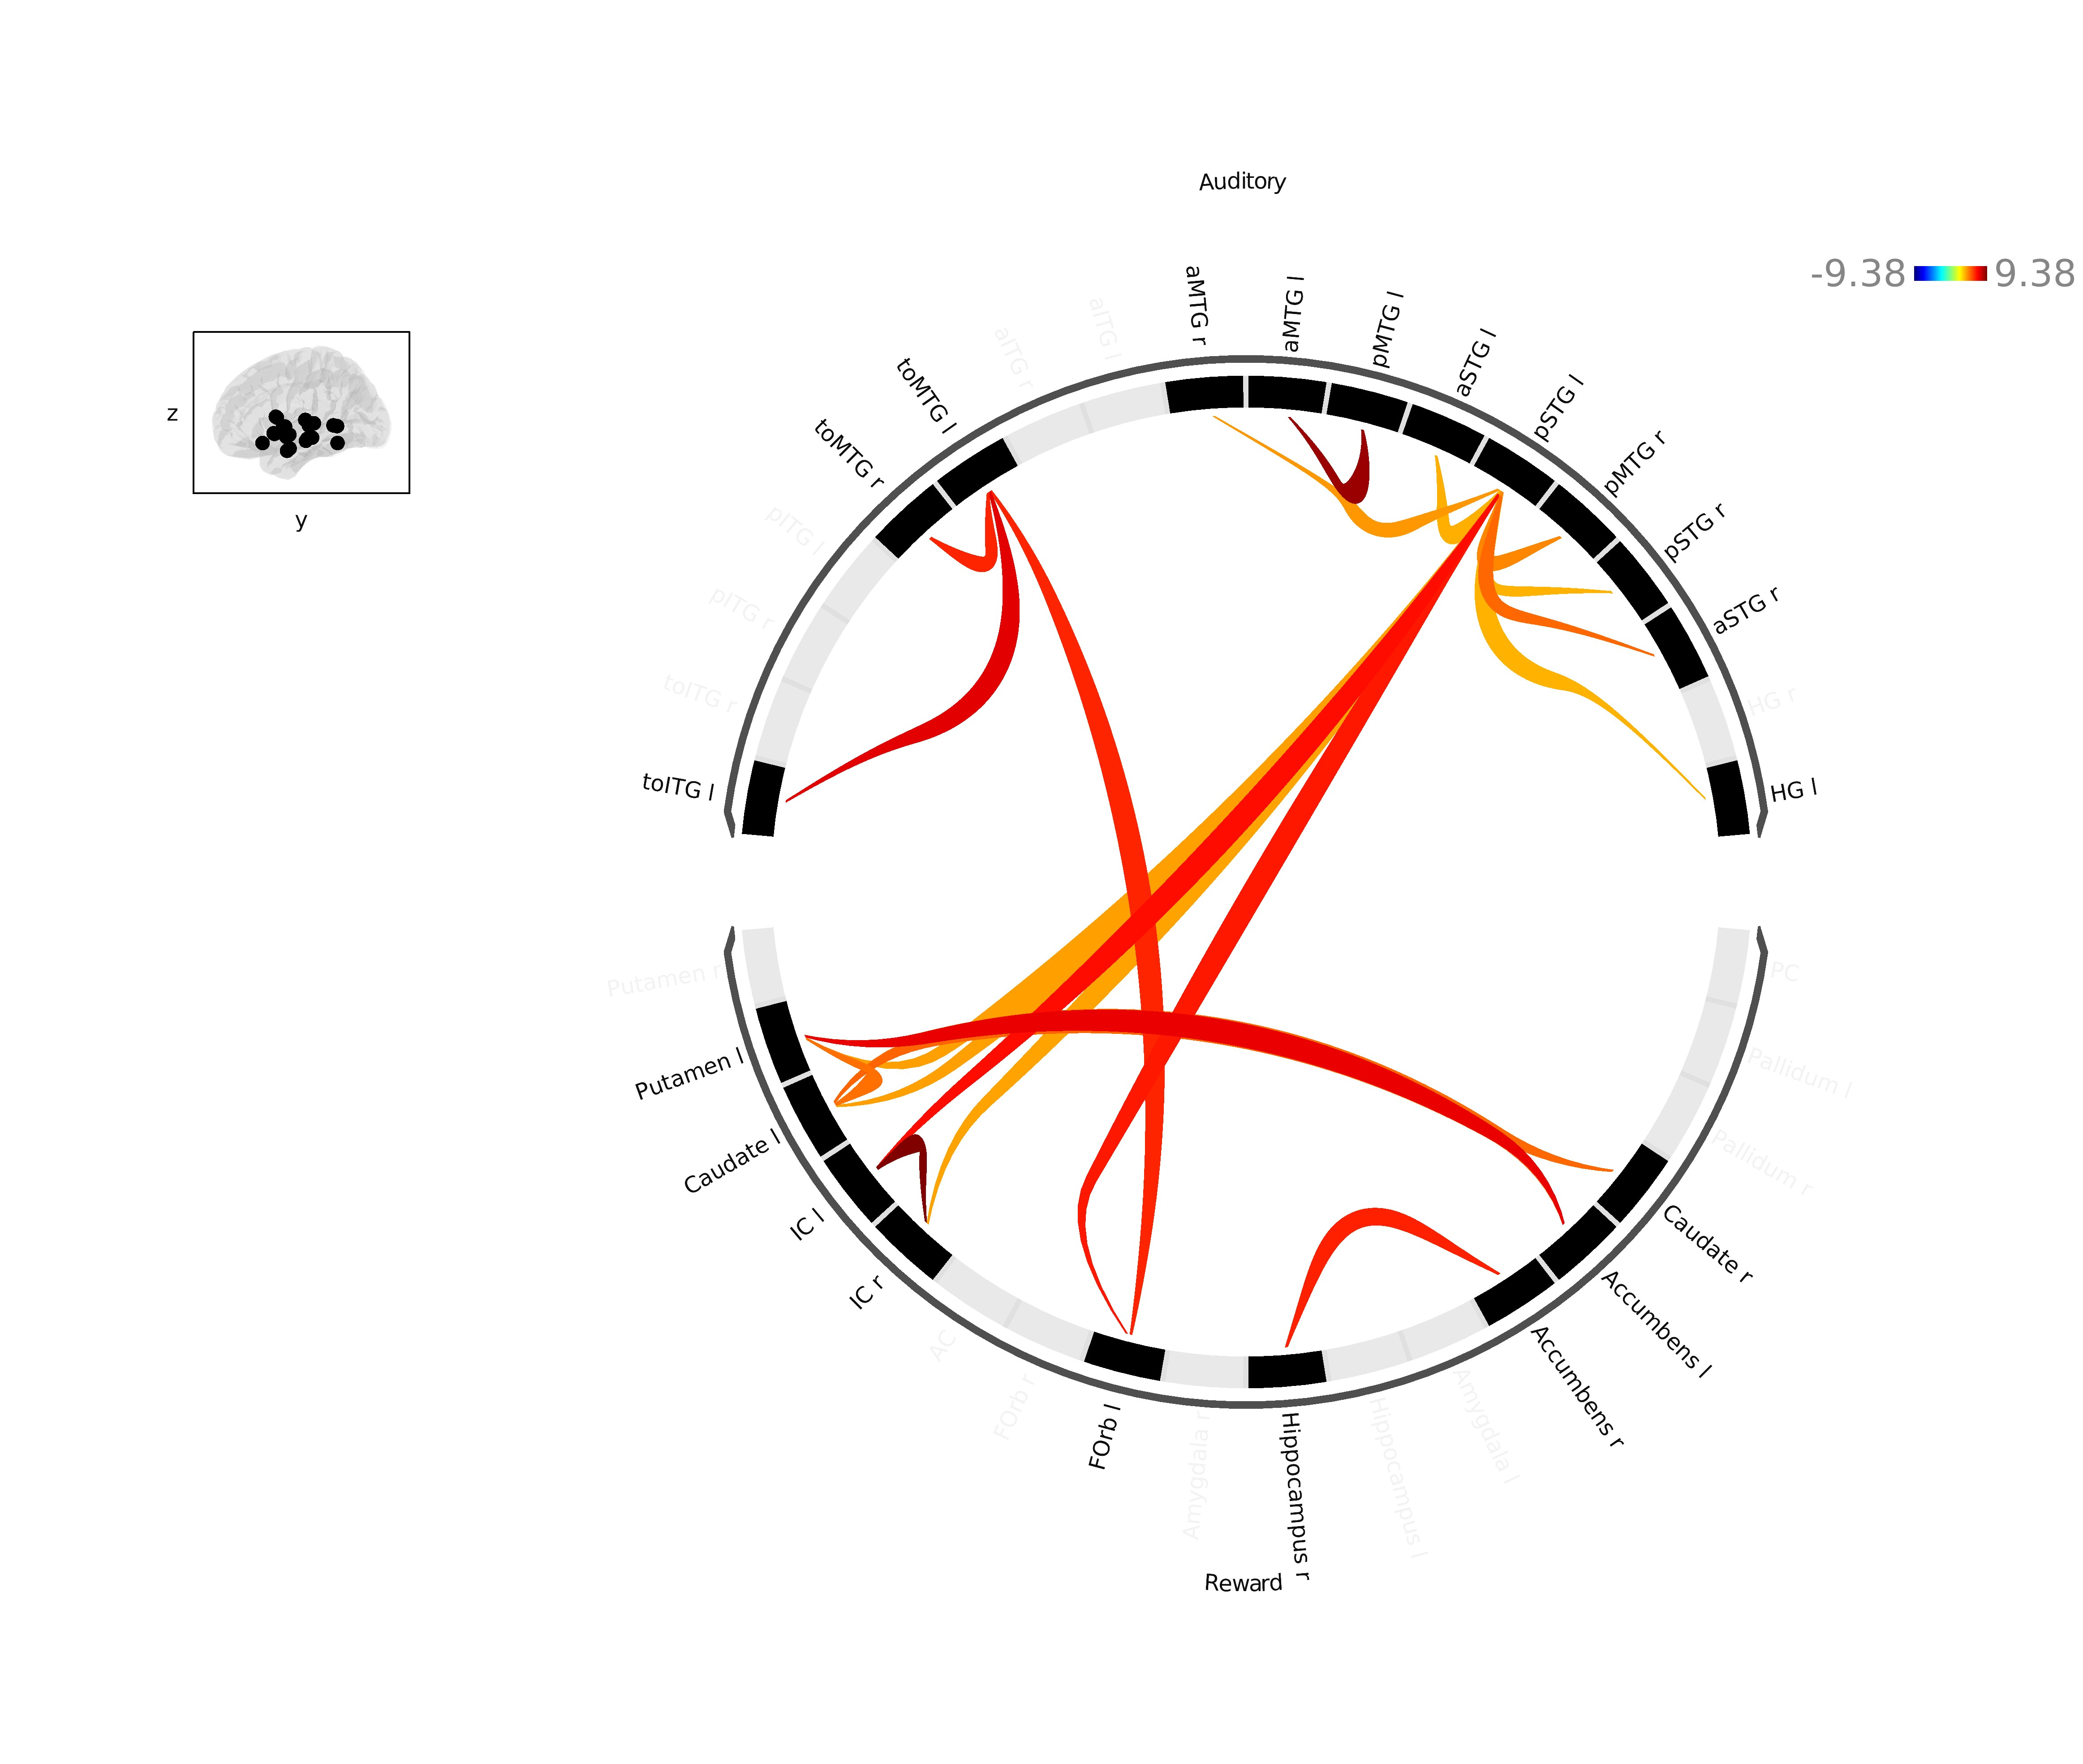 Auditory
-9.38
9.38
z
y
aMTG r
aMTG l
pMTG l
aSTG l
pSTG l
pMTG r
pSTG r
aSTG r
HG r
HG l
aITG l
aITG r
toMTG l
toMTG r
pITG l
pITG r
toITG r
toITG l
Putamen r
Putamen l
Caudate l
IC l
IC r
AC
FOrb r
FOrb l
Amygdala r
Hippocampus r
Hippocampus l
Amygdala l
Accumbens r
Accumbens l
Caudate r
Pallidum r
Pallidum l
PC
Reward